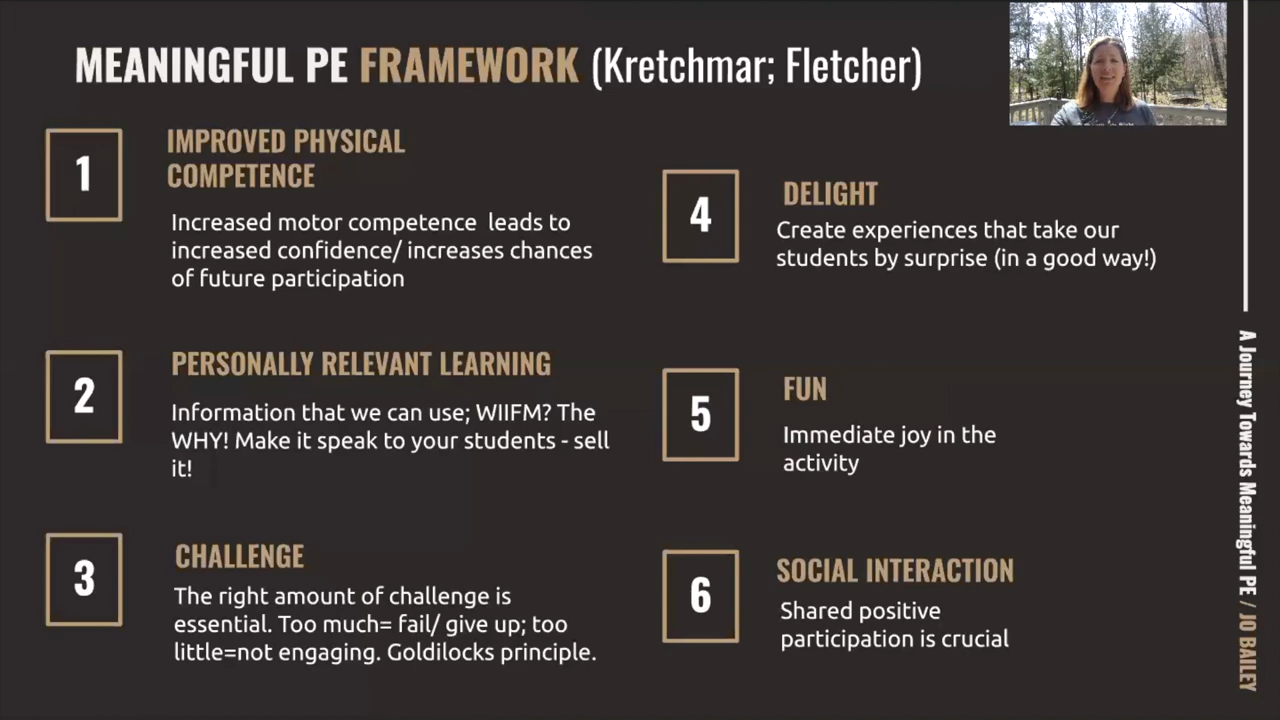 MEANINGFUL PE FRAMEWORK (Kretchmar; Fletcher)
1
IMPROVED PHYSICAL
COMPETENCE
Increased motor competence leads to
increased confidence/ increases chances
of future participation
2
PERSONALLY RELEVANT LEARNING
Information that we can use; WIIFM? The
WHY! Make it speak to your students - sell
it!
3
CHALLENGE
The right amount of challenge is
essential. Too much= fail/ give up; too
little=not engaging. Goldilocks principle.
4
DELIGHT
Create experiences that take our
students by surprise (in a good way!)
5
FUN
Immediate joy in the
activity
6
SOCIAL INTERACTION
Shared positive
participation is crucial
A Journey Towards Meaningful PE / JO BAILEY